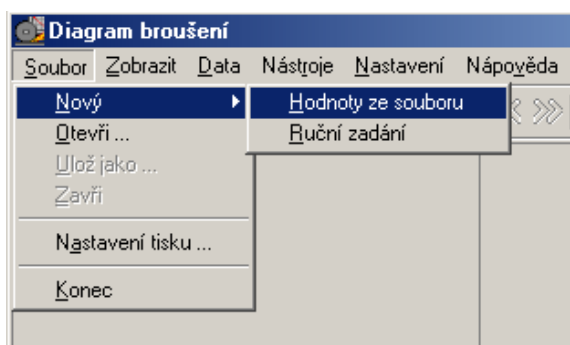 Diagram broušení
Soubor Zobrazit Data Nástroje Nastavení Nápověda
Nový
Hodnoty ze souboru
Otevři ...
Ruční zadání
Ulož jako ...
Zavři
Nastavení tisku ...
Konec